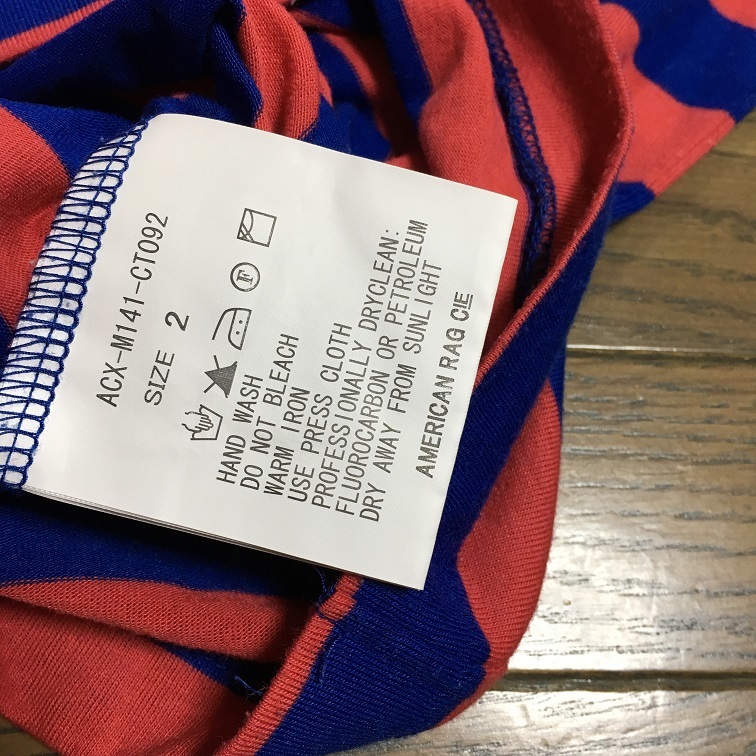 ACX-M141-CT092
SIZE 2
F
HAND WASH
DO NOT BLEACH
WARM IRON
USE PRESS CLOTH
PROFESSIONALLY DRYCLEAN:
FLUOROCARBON OR PETROLEUM
DRY AWAY FROM SUNLIGHT
AMERICAN RAG CIE